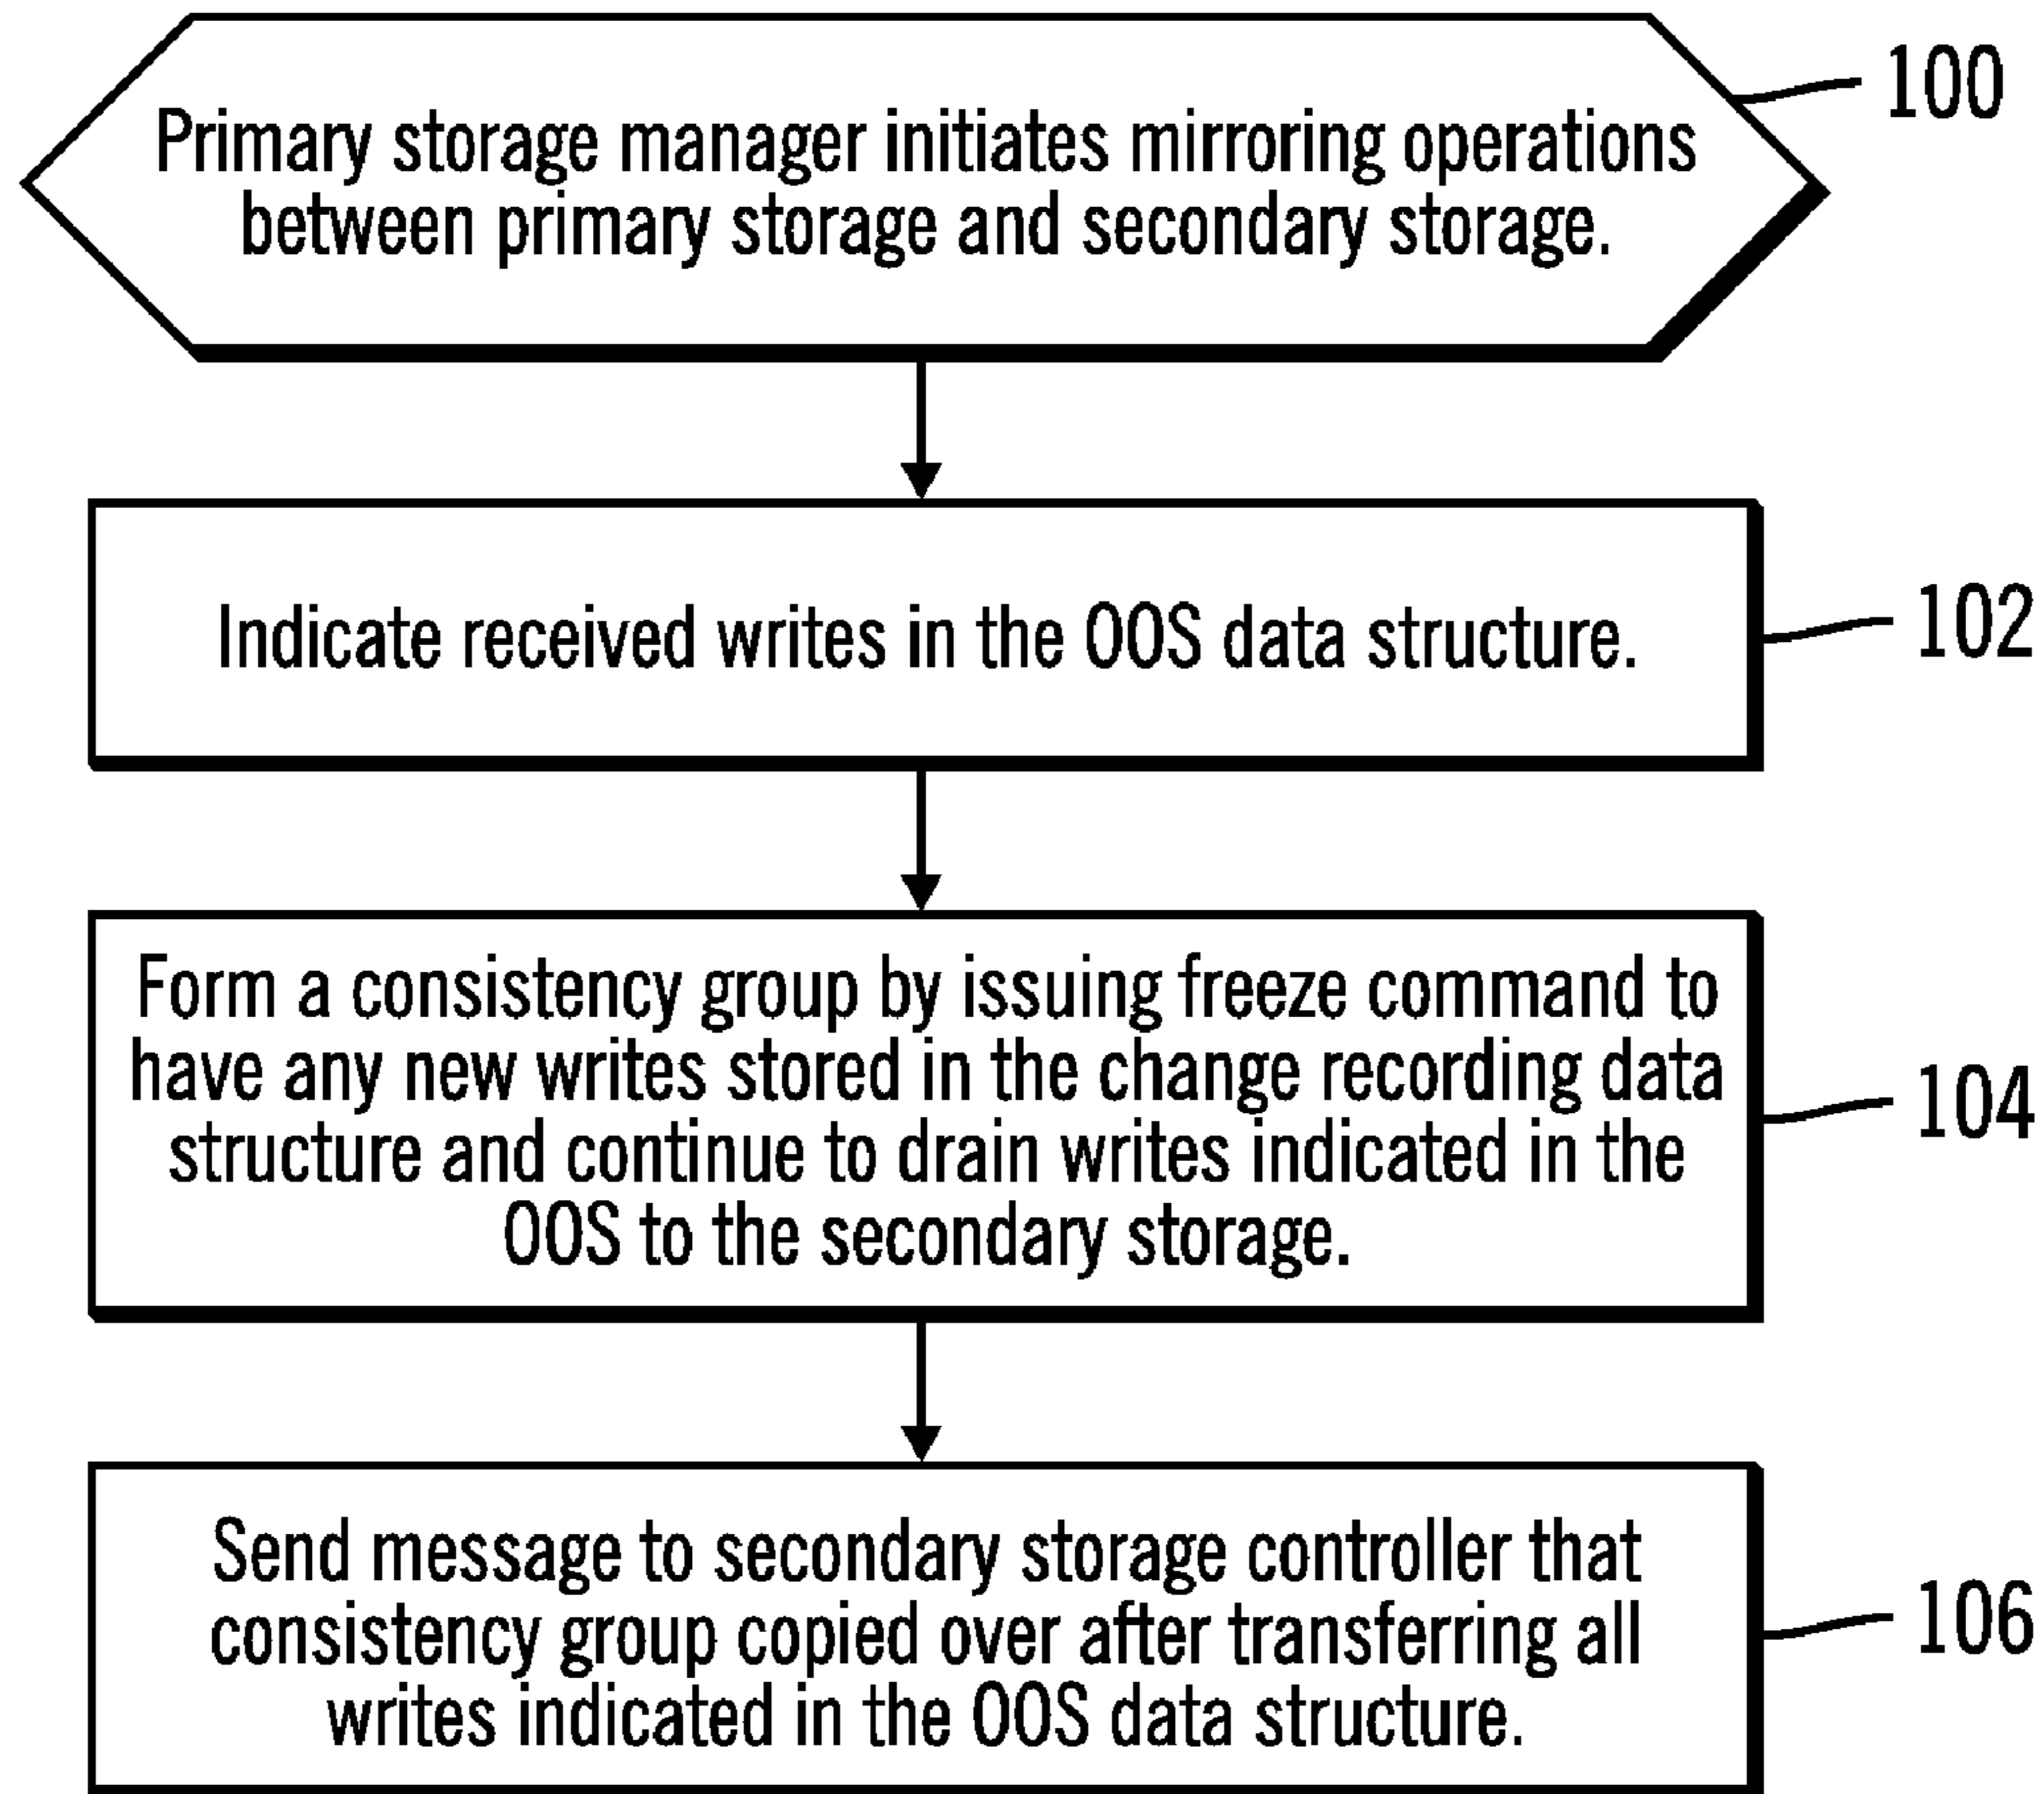 Primary storage manager initiates mirroring operations
between primary storage and secondary storage.
100
Indicate received writes in the OOS data structure.
102
Form a consistency group by issuing freeze command to
have any new writes stored in the change recording data
structure and continue to drain writes indicated in the
OOS to the secondary storage.
104
Send message to secondary storage controller that
consistency group copied over after transferring all
writes indicated in the OOS data structure.
106